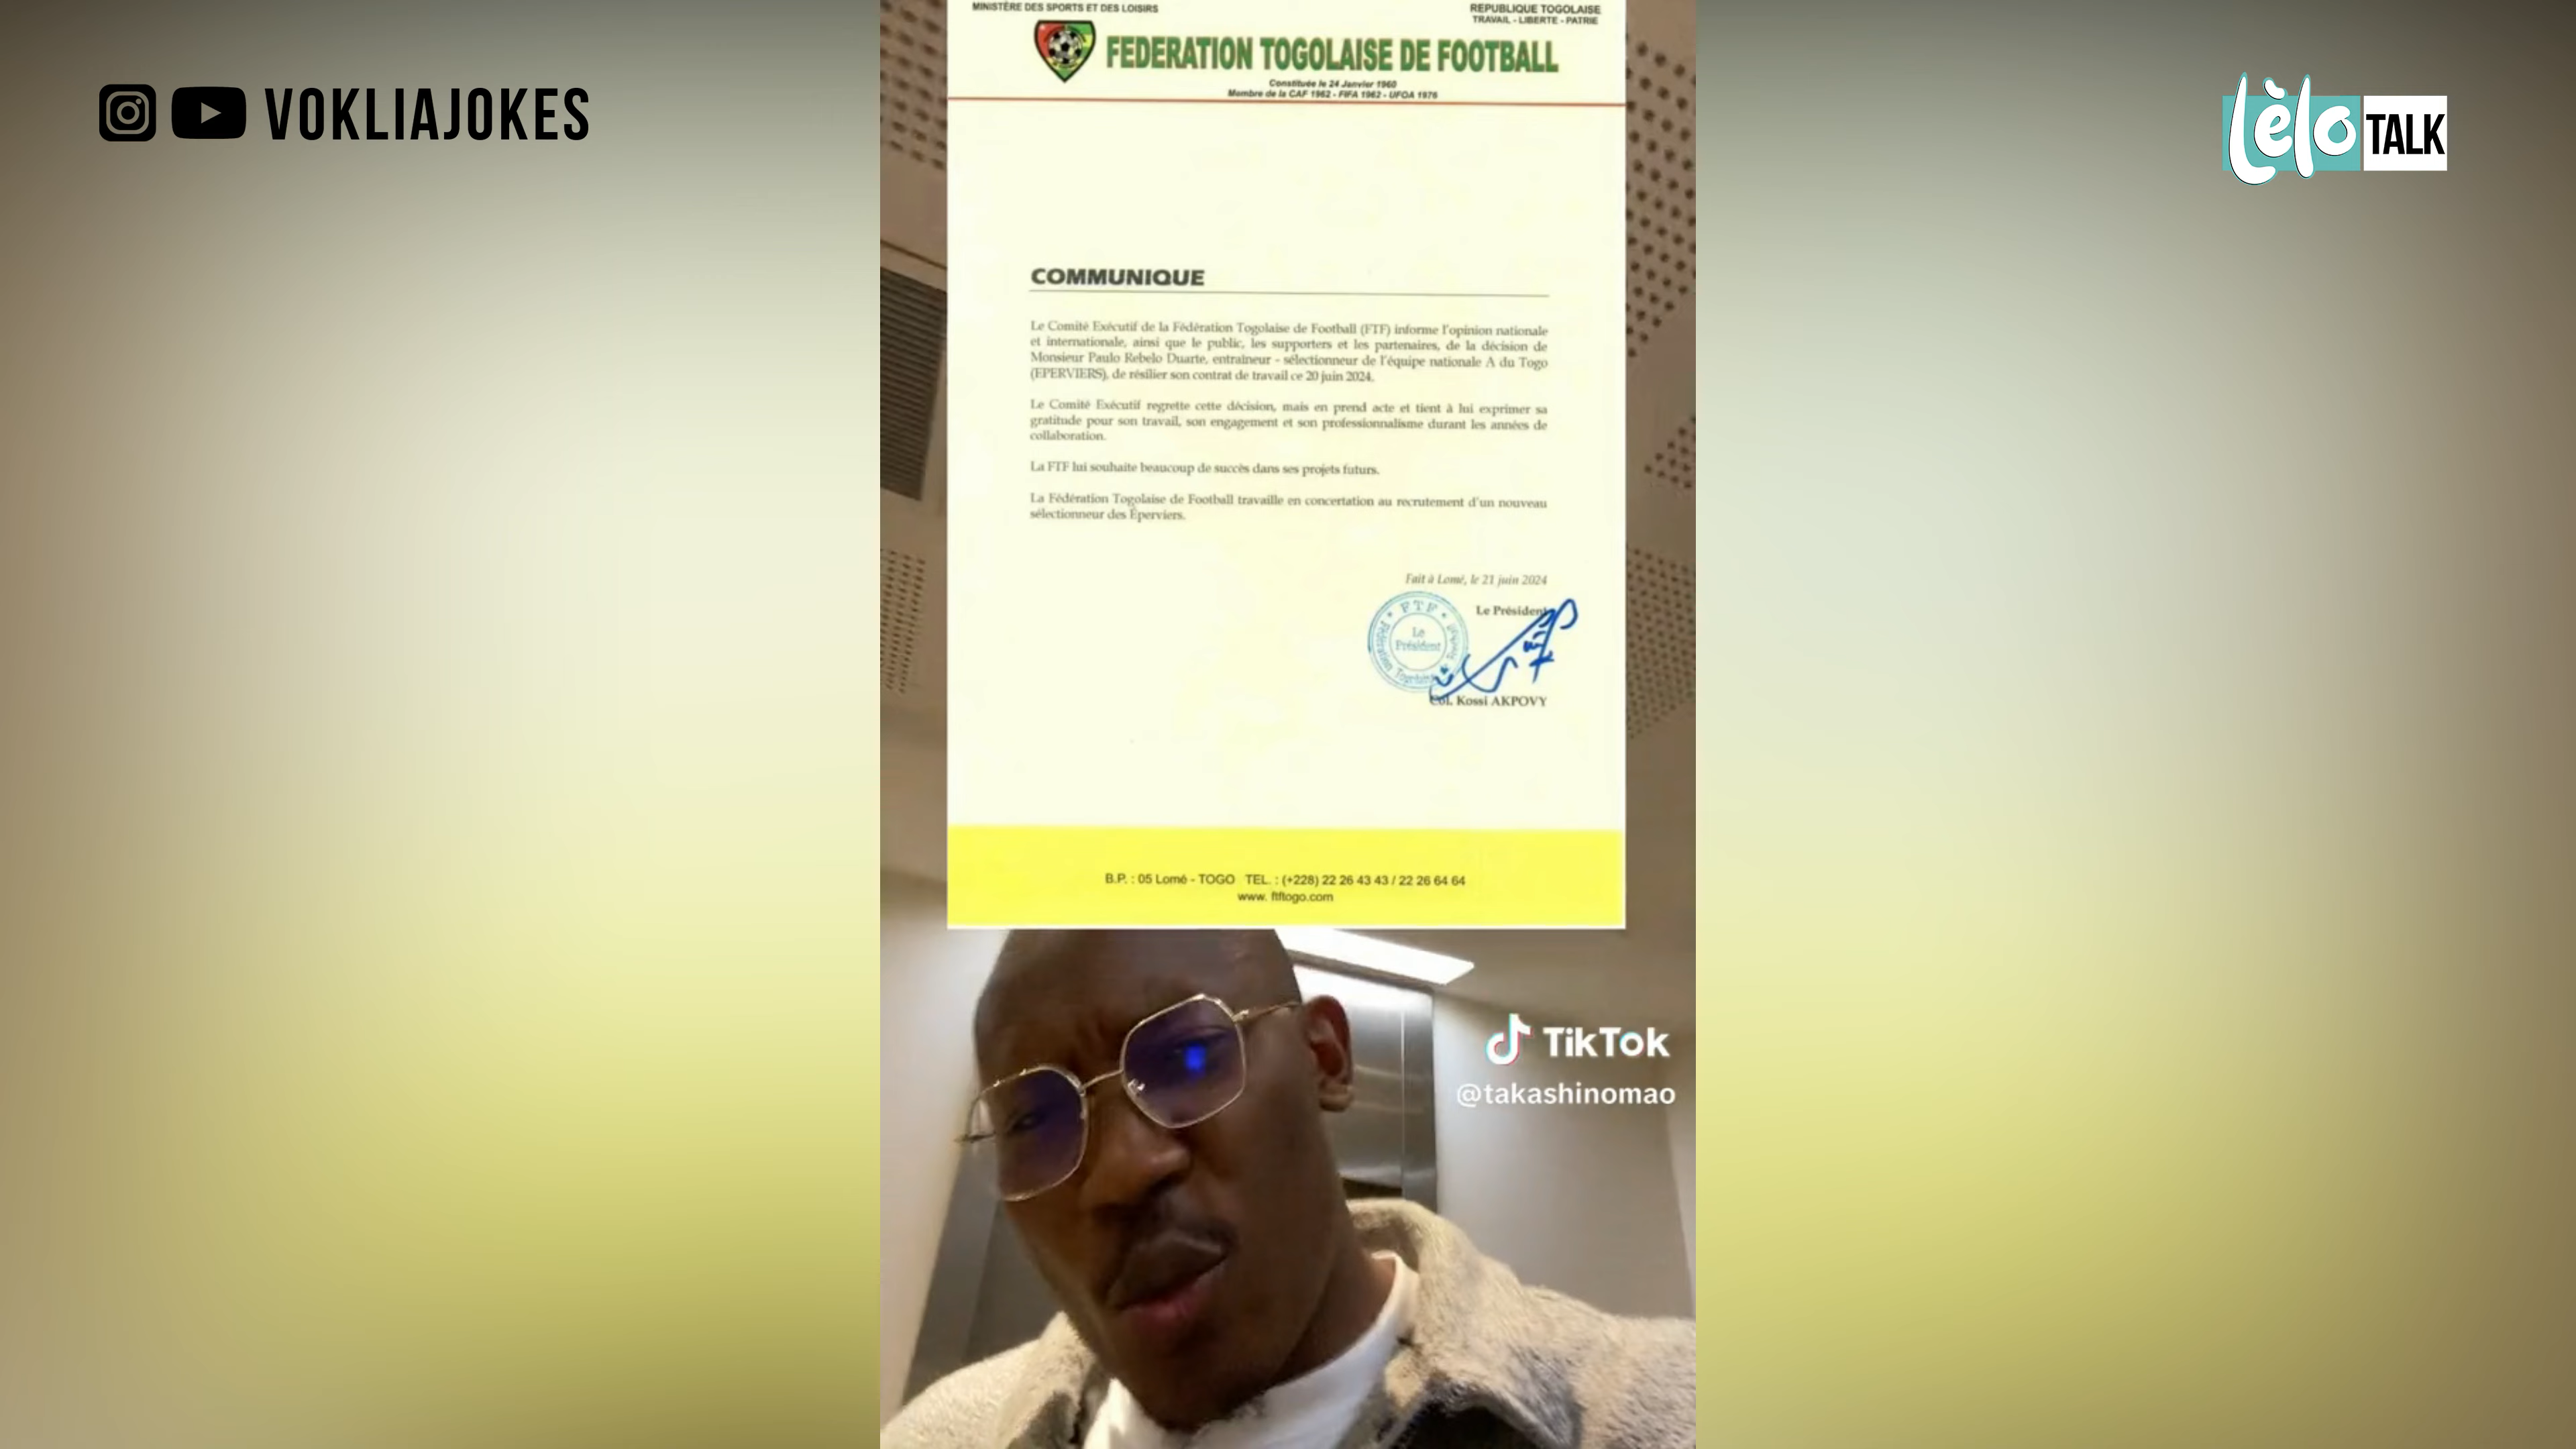 VOKLIAJOKES
lèlo TALK
MINISTÈRE DES SPORTS ET DES LOISIRS
REPUBLIQUE TOGOLAISE
TRAVAIL - LIBERTE - PATRIE
FEDERATION TOGOLAISE DE FOOTBALL
Constituée le 24 Janvier 1960
Membre de la CAF 1962 - FIFA 1962 - UFOA 1976
COMMUNIQUE
Le Comité Exécutif de la Fédération Togolaise de Football (FTF) informe l'opinion nationale
et internationale, ainsi que le public, les supporters et les partenaires, de la décision de
Monsieur Paulo Rebelo Duarte, entraineur - sélectionneur de l'équipe nationale A du Togo
(EPERVIERS), de résilier son contrat de travail ce 20 juin 2024.
Le Comité Exécutif regrette cette décision, mais en prend acte et tient à lui exprimer sa
gratitude pour son travail, son engagement et son professionnalisme durant les années de
collaboration.
La FTF lui souhaite beaucoup de succès dans ses projets futurs.
La Fédération Togolaise de Football travaille en concertation au recrutement d'un nouveau
sélectionneur des Éperviers.
Fait à Lomé, le 21 juin 2024
Le Président
FTF
Le
Président
Fédération Togolaise Football
Col. Kossi AKPOVY
B.P. : 05 Lomé - TOGO TEL. : (+228) 22 26 43 43 / 22 26 64 64
www. ftftogo.com
TikTok
@takashinomao